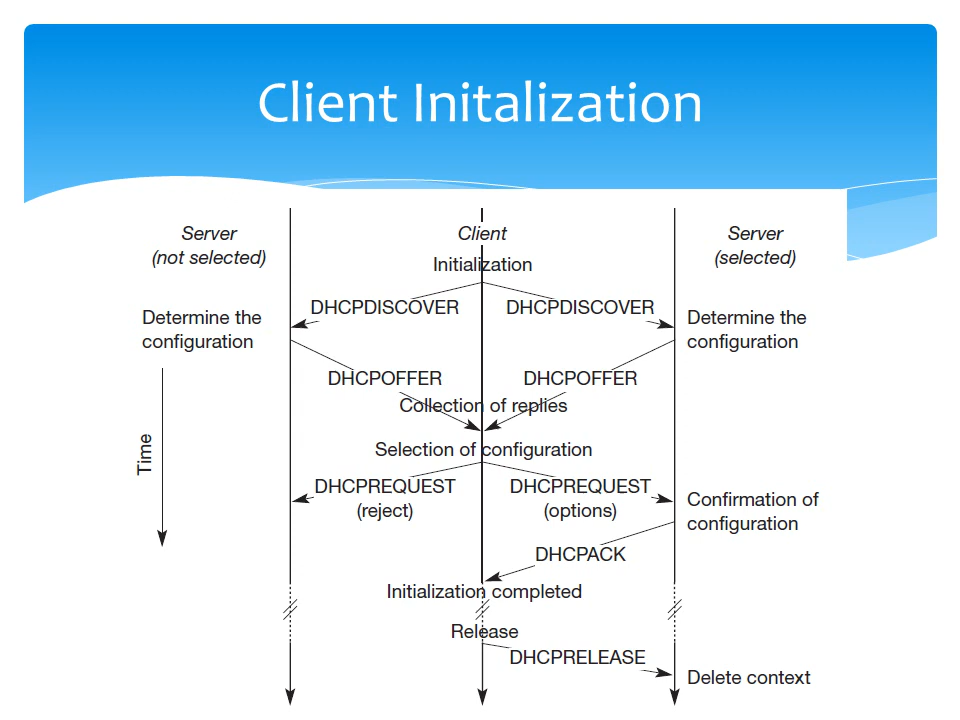 Client Initalization
Server
(not selected)
Client
Server
(selected)
Initialization
DHCPDISCOVER
DHCPDISCOVER
Determine the
configuration
Determine the
configuration
DHCPOFFER
DHCPOFFER
Collection of replies
Time
Selection of configuration
DHCPREQUEST
(reject)
DHCPREQUEST
(options)
Confirmation of
configuration
DHCPACK
Initialization completed
Release
DHCPRELEASE
Delete context